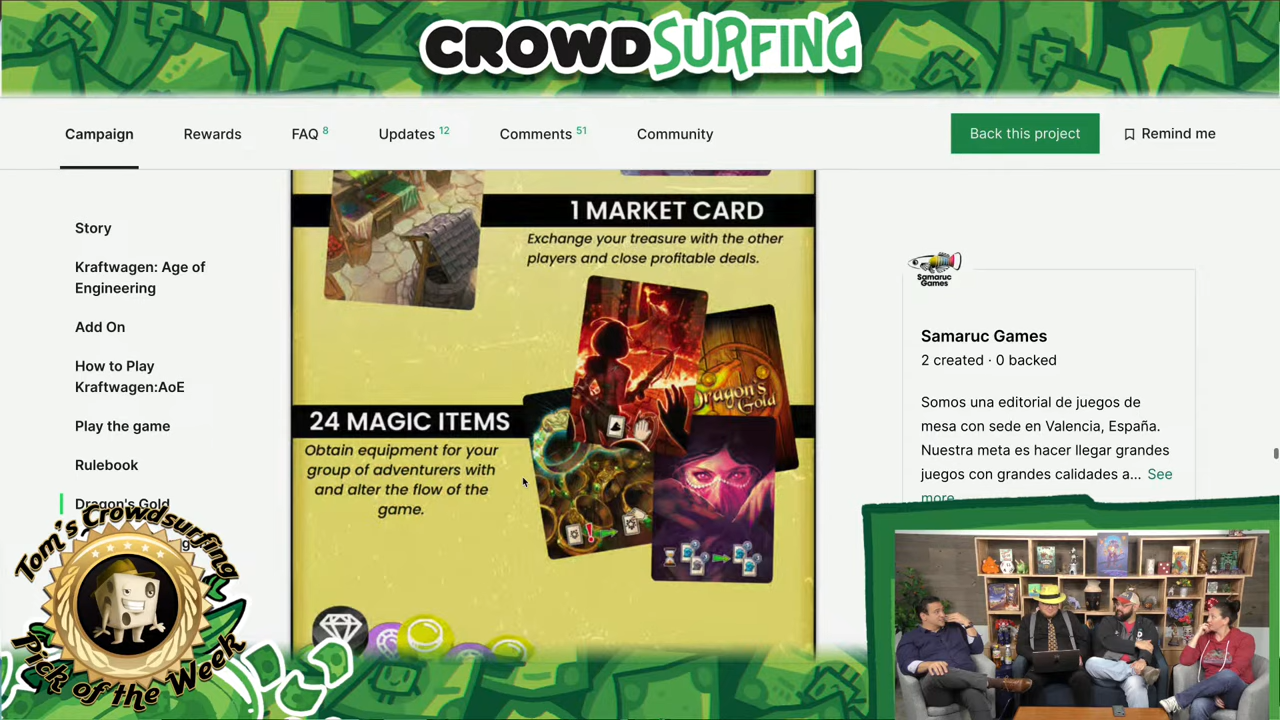 CROWDSURFING
Campaign
Rewards
FAQ 8
Updates 12
Comments 51
Community
Back this project
Remind me
Story
Kraftwagen: Age of
Engineering
Add On
How to Play
Kraftwagen:AoE
Play the game
Rulebook
Dragon's Gold
1 MARKET CARD
Exchange your treasure with the other
players and close profitable deals.
Dragon's
Gold
24 MAGIC ITEMS
Obtain equipment for your
group of adventurers with
and alter the flow of the
game.
Samaruc
Games
Samaruc Games
2 created · 0 backed
Somos una editorial de juegos de
mesa con sede en Valencia, España.
Nuestra meta es hacer llegar grandes
juegos con grandes calidades a... See
more
Tom's Crowdsurfing
Pick of the Week